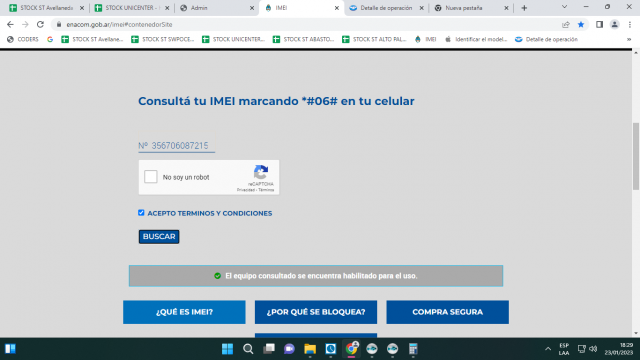 STOCK ST Avellaneda
STOCK UNICENTER -
Admin
IMEI
Detalle de operación
Nueva pestaña
enacom.gob.ar/imei#contenedorSite
CODERS
G
STOCK ST Avellane...
STOCK ST SWPOCE...
STOCK UNICENTER...
STOCK ST ABASTO...
STOCK ST ALTO PAL...
IMEI
Identificar el model...
Detalle de operación
Consultá tu IMEI marcando *#06# en tu celular
Nº 356706087215
No soy un robot
reCAPTCHA
Privacidad - Términos
ACEPTO TERMINOS Y CONDICIONES
BUSCAR
El equipo consultado se encuentra habilitado para el uso.
¿QUÉ ES IMEI?
¿POR QUÉ SE BLOQUEA?
COMPRA SEGURA
ESP
LAA
18:29
23/01/2023